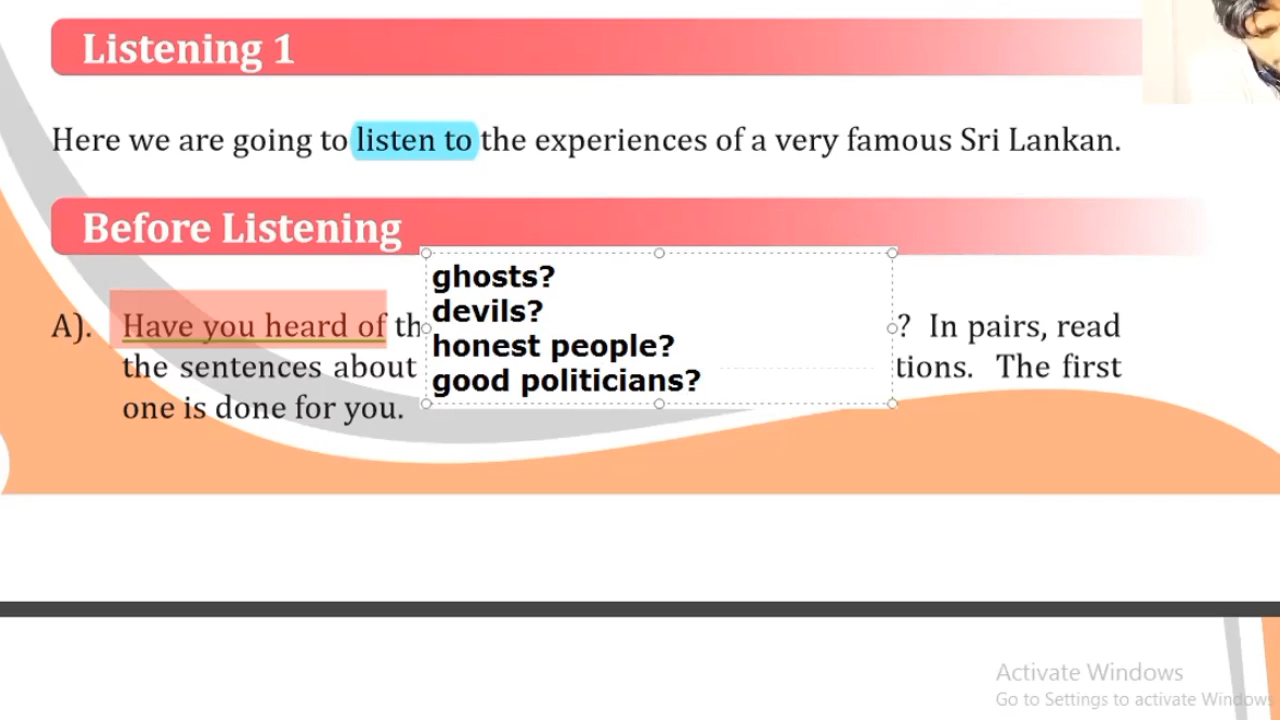 Listening 1
Here we are going to listen to the experiences of a very famous Sri Lankan.
Before Listening
A). Have you heard of th ? In pairs, read
the sentences about tions. The first
one is done for you.
ghosts?
devils?
honest people?
good politicians?
Activate Windows
Go to Settings to activate Windows